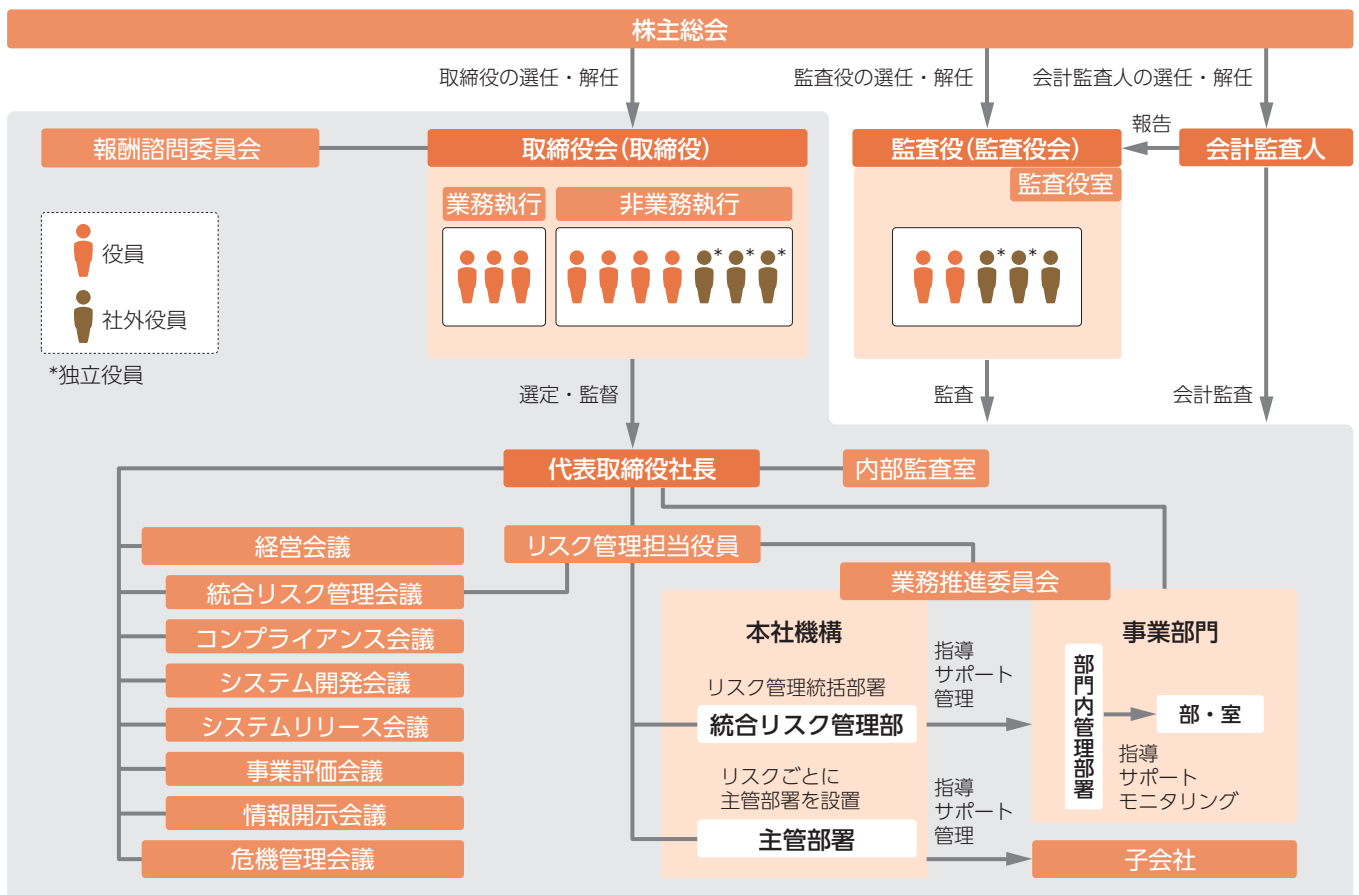 株主総会
取締役の選任・解任
監査役の選任・解任
会計監査人の選任・解任
報酬諮問委員会
取締役会(取締役)
監査役(監査役会)
報告
会計監査人
監査役室
業務執行
非業務執行
* * *
* *
役員
社外役員
*独立役員
選定・監督
監査
会計監査
代表取締役社長
内部監査室
経営会議
統合リスク管理会議
コンプライアンス会議
システム開発会議
システムリリース会議
事業評価会議
情報開示会議
危機管理会議
リスク管理担当役員
業務推進委員会
本社機構
リスク管理統括部署
統合リスク管理部
リスクごとに
主管部署を設置
主管部署
指導
サポート
管理
指導
サポート
管理
事業部門
部門内管理部署
部・室
指導
サポート
モニタリング
子会社